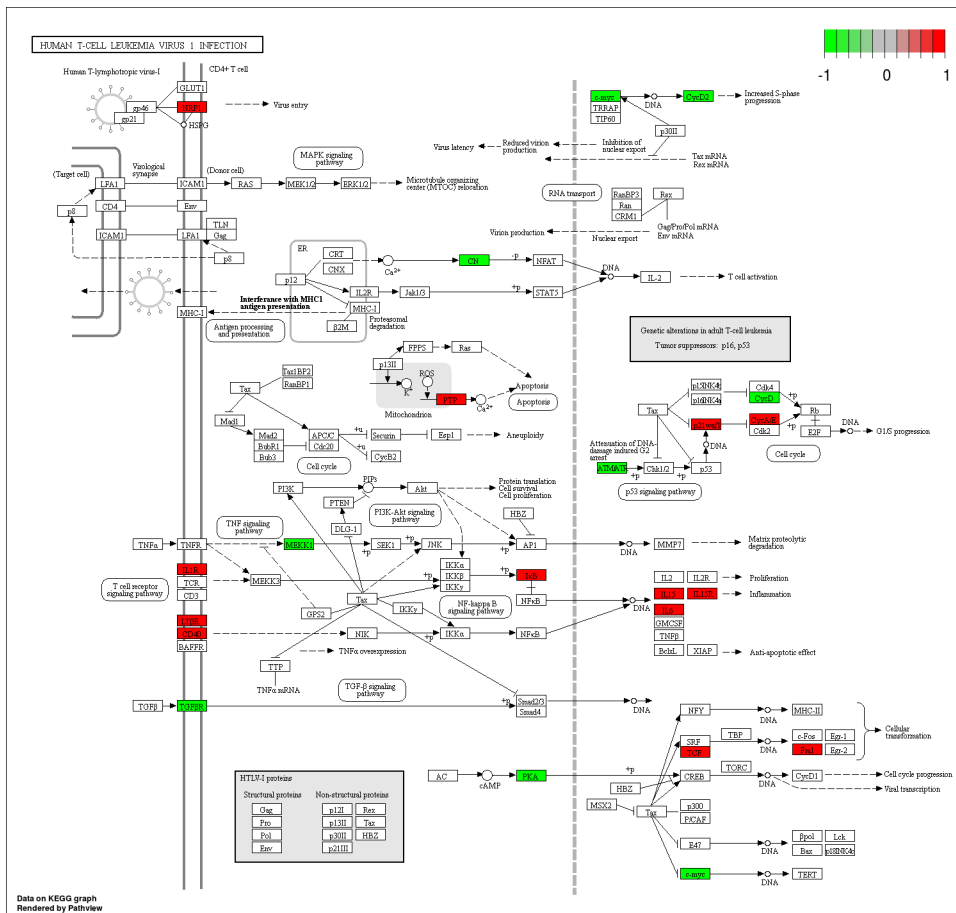 HUMAN T-CELL LEUKEMIA VIRUS 1 INFECTION
-1 0 1
Human T-lymphotropic virus-I
CD4+ T cell
GLUT1
gp46
NRP1
gp21
HSPG
Virus entry
c-myc
CycD2
DNA
Increased S-phase
progression
TRRAP
TIP60
p30II
Virus latency
Reduced virion
production
Inhibition of
nuclear export
Tax mRNA
Rex mRNA
MAPK signaling
pathway
(Target cell)
Virological
synapse
(Donor cell)
LFA1
ICAM1
RAS
MEK1/2
ERK1/2
Microtubule organizing
center (MTOC) relocation
p8
CD4
Env
ICAM1
LFA1
TLN
Gag
p8
RNA transport
RanBP3
Rex
Ran
CRM1
Gag/Pro/Pol mRNA
Env mRNA
Virion production
Nuclear export
ER
CRT
CNX
p12
Ca2+
CN
-p
NFAT
DNA
IL-2
T cell activation
IL2R
Jak1/3
+p
STAT5
Interferance with MHC1
antigen presentation
MHC-I
MHC-I
β2M
Proteasomal
degradation
Antigen processing
and presentation
Genetic alterations in adult T-cell leukemia
Tumor suppressors: p16, p53
FPPS
Ras
p13II
ROS
K+
PTP
Ca2+
Apoptosis
Apoptosis
Mitochondrion
Tax1BP2
RanBP1
Tax
Mad1
Mad2
BubR1
Bub3
APC/C
Cdc20
+u
Securin
Esp1
Aneuploidy
+u
CycB2
Cell cycle
p15INK4b
p16INK4a
Cdk4
CycD
+p
Tax
p21waf1
CycA/E
Cdk2
+p
Rb
E2F
DNA
G1/S progression
Attenuation of DNA-
damage induced G2
arrest
DNA
Cell cycle
ATM/ATR
+p
Chk1/2
+p
p53
p53 signaling pathway
PI3K
PIP3
Akt
Protein translation
Cell survival
Cell proliferation
PTEN
PI3K-Akt signaling
pathway
HBZ
TNF signaling
pathway
DLG-1
TNFα
TNFR
MEKK1
+p
SEK1
+p
JNK
+p
AP1
DNA
MMP7
Matrix proteolytic
degradation
IL1R
TCR
CD3
T cell receptor
signaling pathway
MEKK3
+p
IKKα
IKKβ
IKKγ
+p
IκB
NFκB
DNA
IL2
IL2R
Proliferation
IL15
IL15R
Inflammation
IL6
GMCSF
TNFβ
BclxL
XIAP
Anti-apoptotic effect
Tax
GPS2
IKKγ
NF-kappa B
signaling pathway
LTβR
CD40
BAFFR
NIK
+p
IKKα
NFκB
TNFα overexpression
TTP
TNFα mRNA
TGF-β signaling
pathway
TGFβ
TGFβR
+p
Smad2/3
Smad4
DNA
NFY
DNA
MHC-II
SRF
TCF
TBP
DNA
c-Fos
Egr-1
Fra1
Egr-2
Cellular
transformation
AC
cAMP
PKA
+p
CREB
TORC
DNA
CycD1
Cell cycle progression
Viral transcription
HBZ
MSX2
Tax
p300
P/CAF
E47
DNA
βpol
Lck
Bax
p18INK4c
c-myc
DNA
TERT
HTLV-I proteins
Structural proteins
Non-structural proteins
Gag
p12I
Rex
Pro
p13II
Tax
Pol
p30II
HBZ
Env
p21III
Data on KEGG graph
Rendered by Pathview